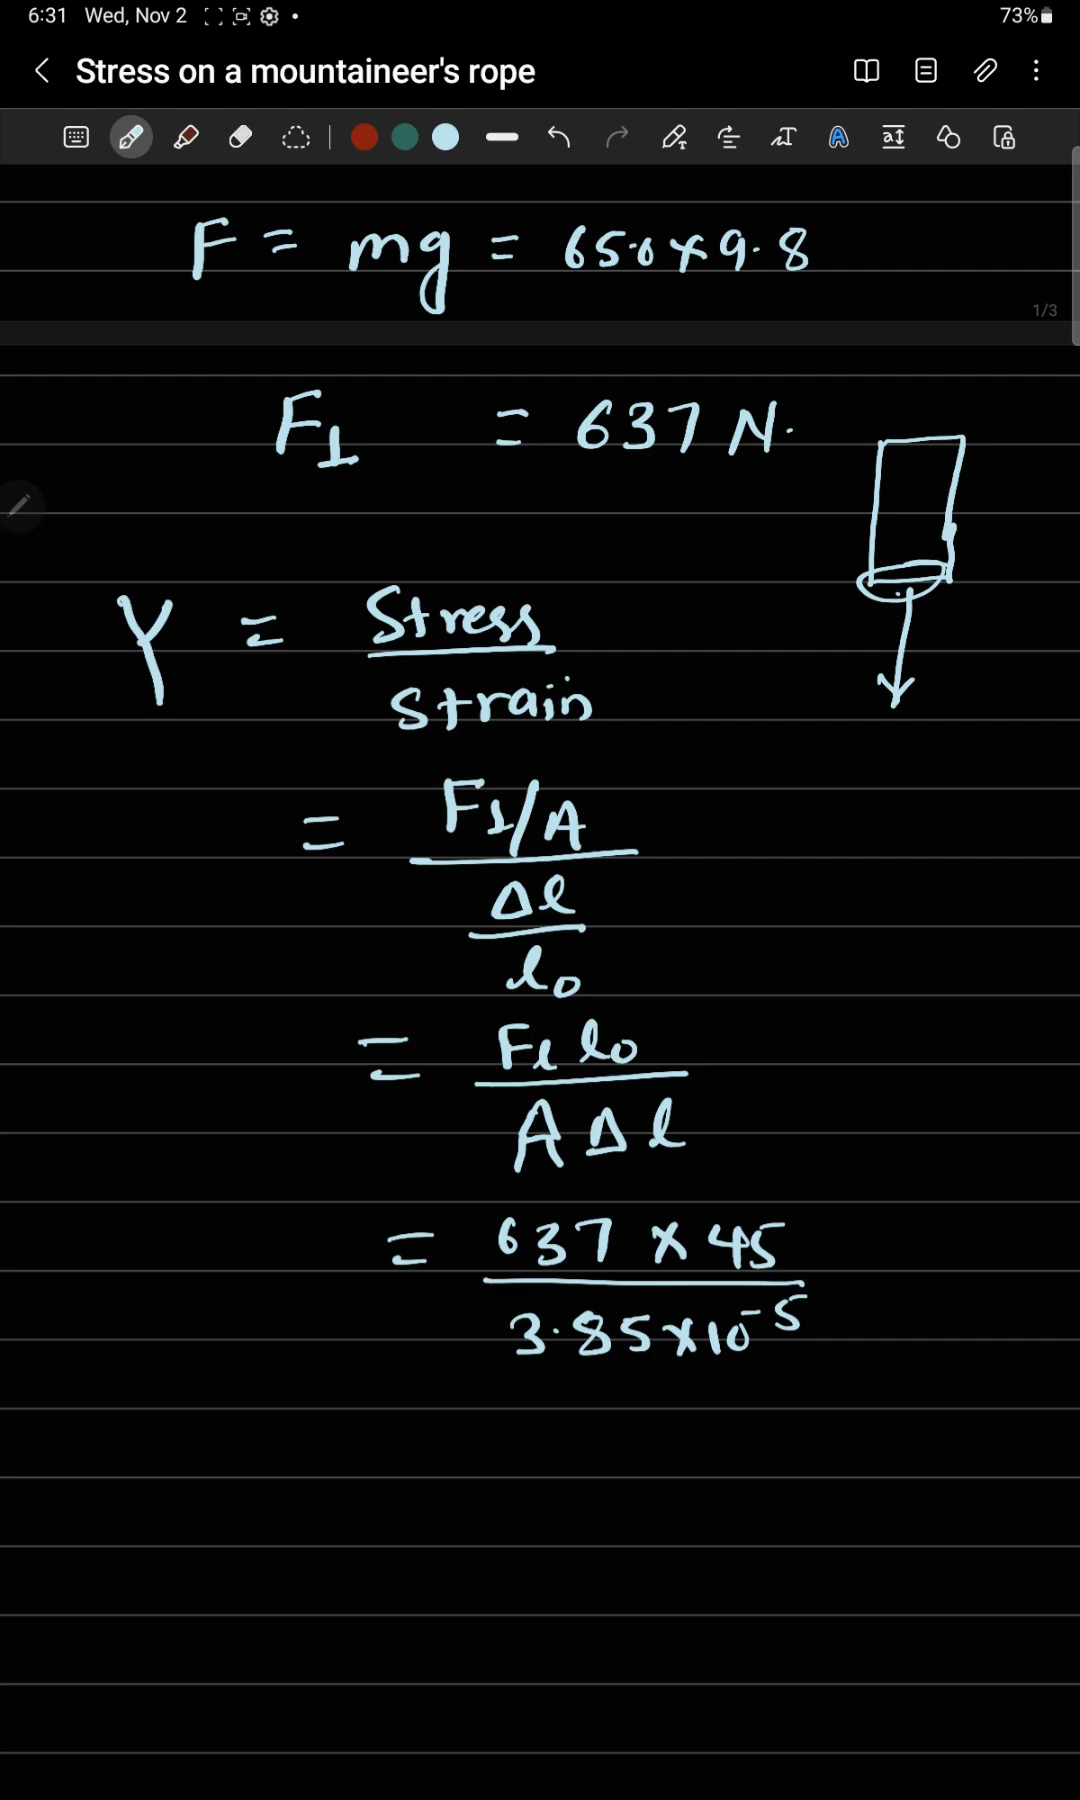 6:31 Wed, Nov 2 73%
Stress on a mountaineer's rope
F = mg = 65.0 × 9.8
1/3
F⊥ = 637 N.
Y = Stress
Strain
= F⊥/A
Δl
l₀
= F⊥ l₀
A Δl
= 637 × 45
3.85×10⁻⁵